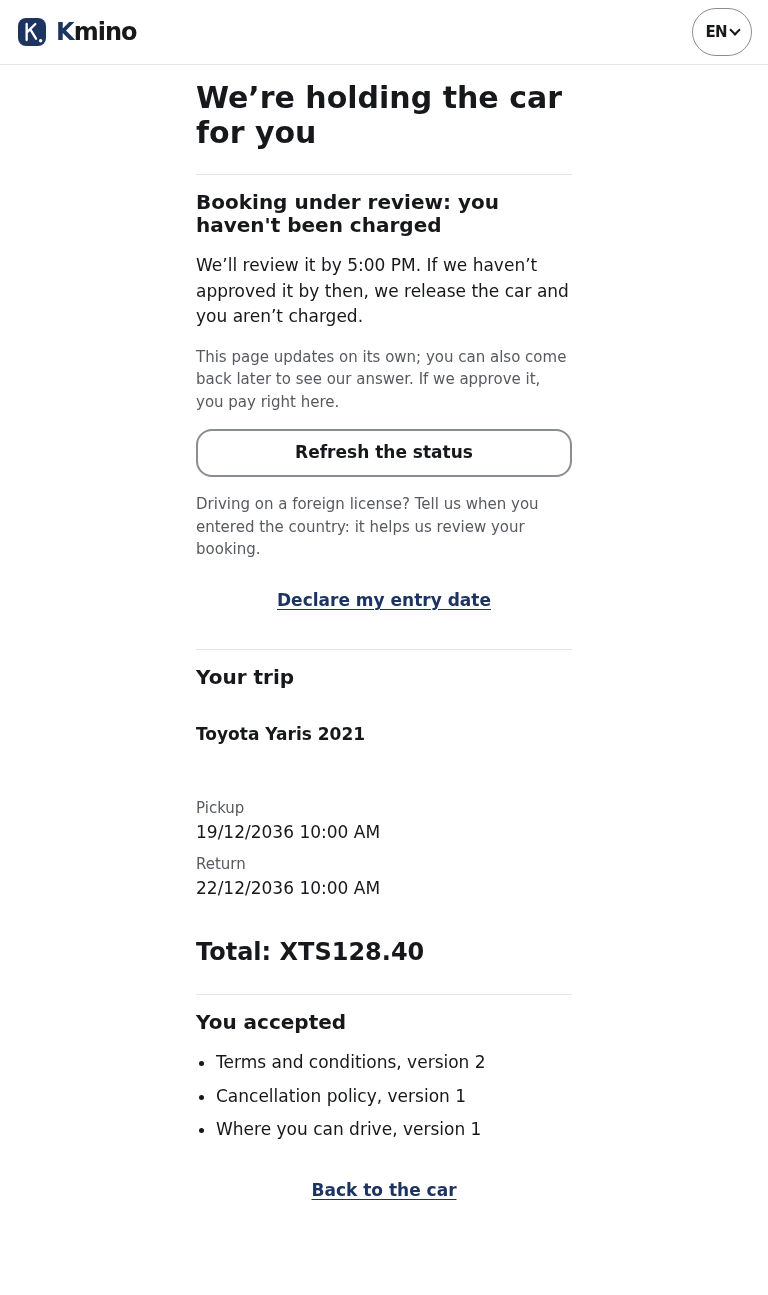 Kmino
EN
We’re holding the car
for you
Booking under review: you
haven't been charged
We’ll review it by 5:00 PM. If we haven’t
approved it by then, we release the car and
you aren’t charged.
This page updates on its own; you can also come
back later to see our answer. If we approve it,
you pay right here.
Refresh the status
Driving on a foreign license? Tell us when you
entered the country: it helps us review your
booking.
Declare my entry date
Your trip
Toyota Yaris 2021
Pickup
19/12/2036 10:00 AM
Return
22/12/2036 10:00 AM
Total: XTS128.40
You accepted
• Terms and conditions, version 2
• Cancellation policy, version 1
• Where you can drive, version 1
Back to the car